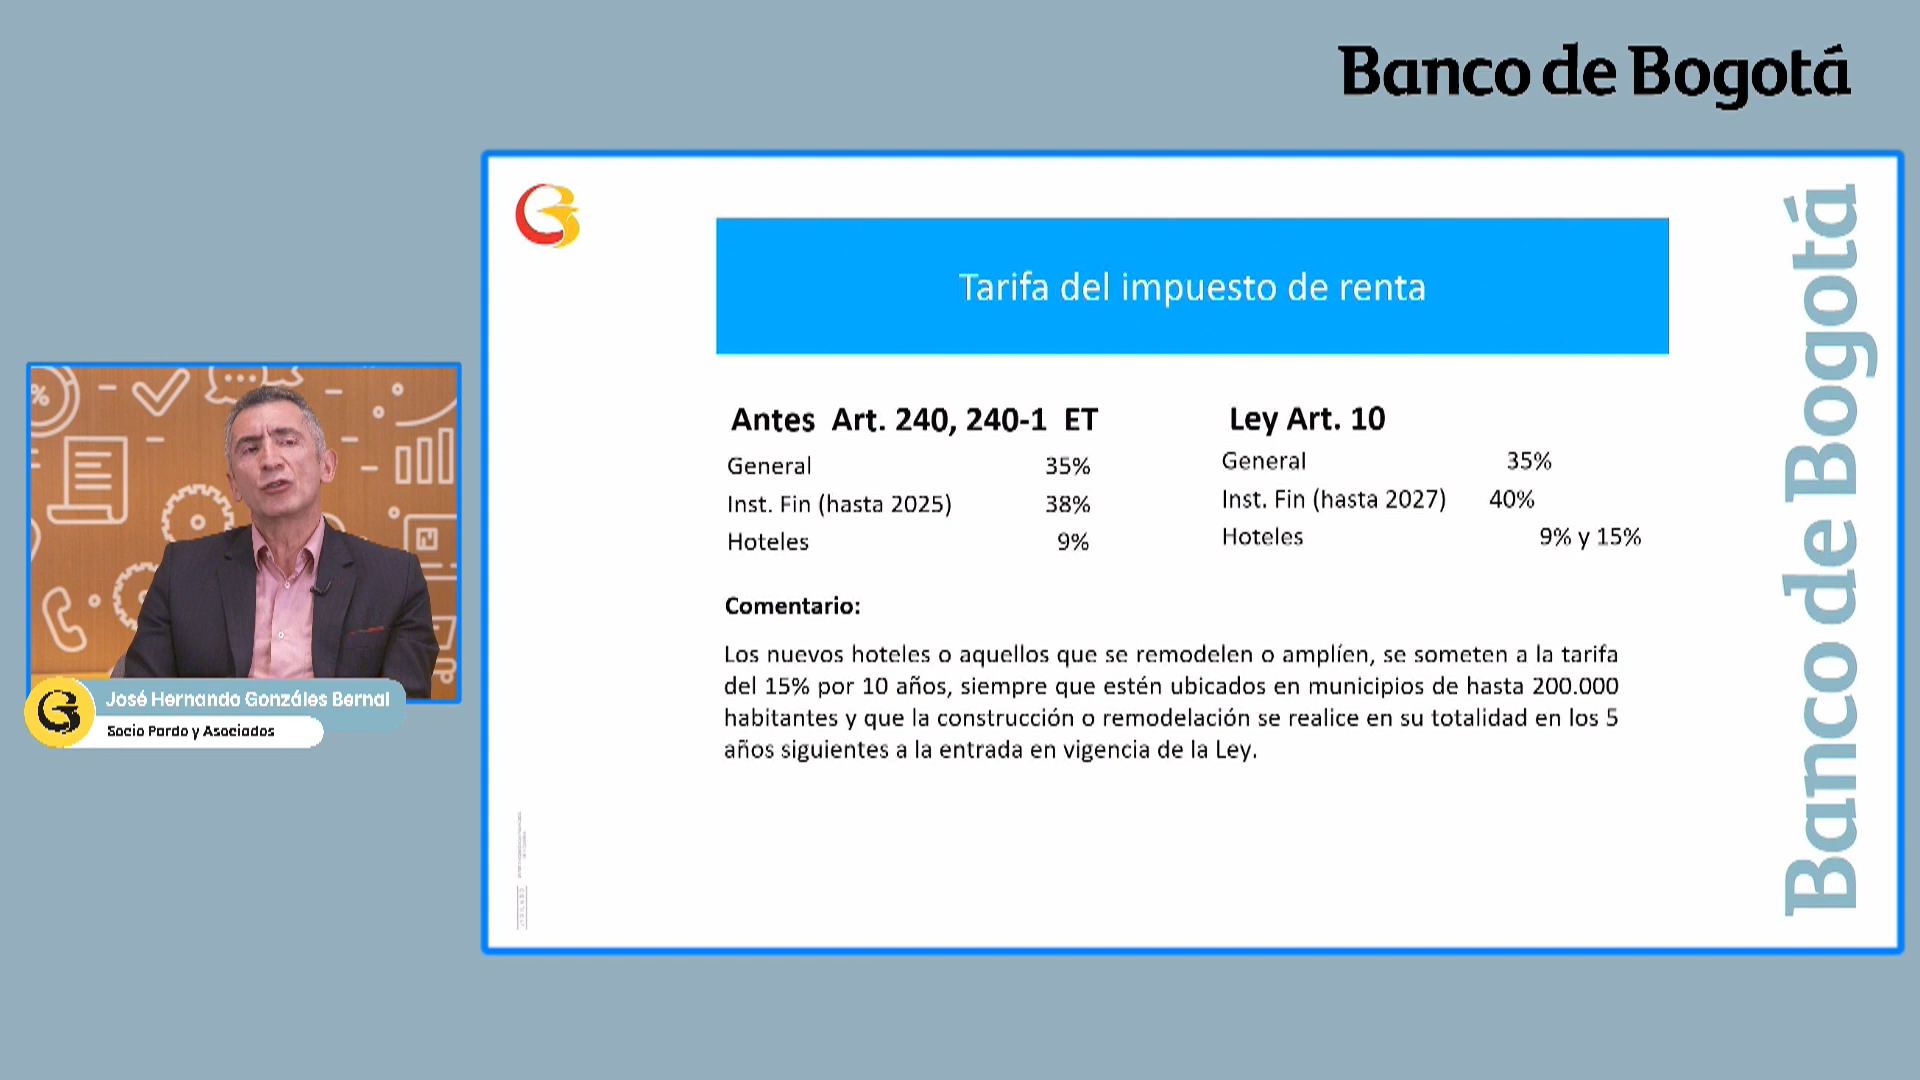 Banco de Bogotá
Tarifa del impuesto de renta
Antes Art. 240, 240-1 ET
General 35%
Inst. Fin (hasta 2025) 38%
Hoteles 9%
Ley Art. 10
General 35%
Inst. Fin (hasta 2027) 40%
Hoteles 9% y 15%
Comentario:
Los nuevos hoteles o aquellos que se remodelen o amplíen, se someten a la tarifa
del 15% por 10 años, siempre que estén ubicados en municipios de hasta 200.000
habitantes y que la construcción o remodelación se realice en su totalidad en los 5
años siguientes a la entrada en vigencia de la Ley.
Banco de Bogotá
%
José Hernando Gonzáles Bernal
Socio Pardo y Asociados